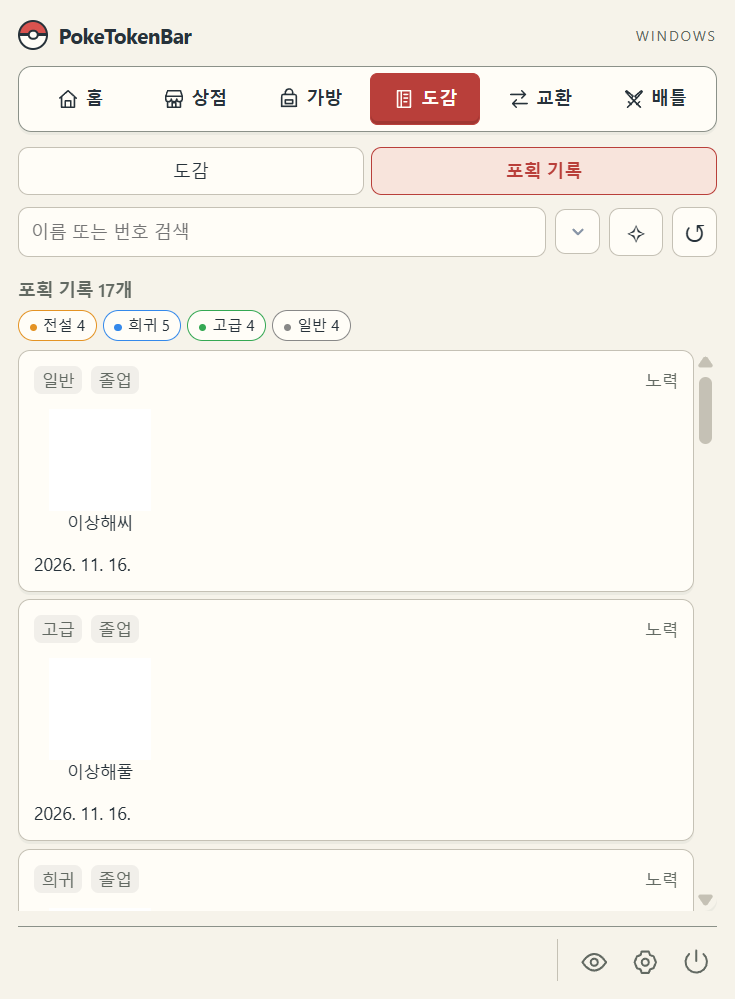 PokeTokenBar
WINDOWS
홈 상점 가방 도감 교환 배틀
도감 포획 기록
이름 또는 번호 검색
포획 기록 17개
전설 4 희귀 5 고급 4 일반 4
일반 졸업 노력
이상해씨
2026. 11. 16.
고급 졸업 노력
이상해풀
2026. 11. 16.
희귀 졸업 노력